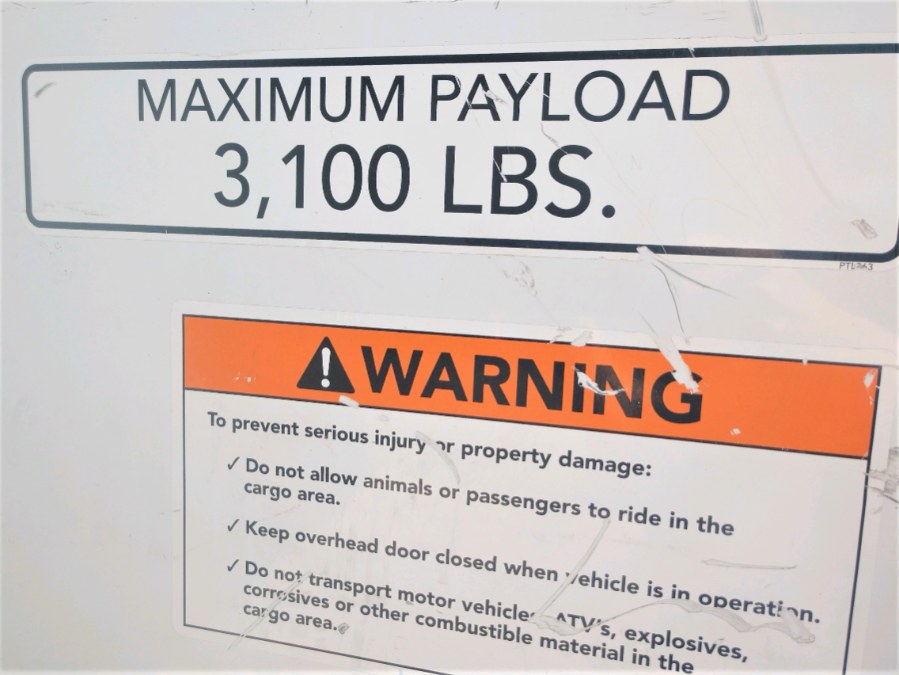 MAXIMUM PAYLOAD
3,100 LBS.
PTL363
WARNING
To prevent serious injury or property damage:
✓ Do not allow animals or passengers to ride in the
cargo area.
✓ Keep overhead door closed when vehicle is in operation.
✓ Do not transport motor vehicles, ATV's, explosives,
corrosives or other combustible material in the
cargo area.